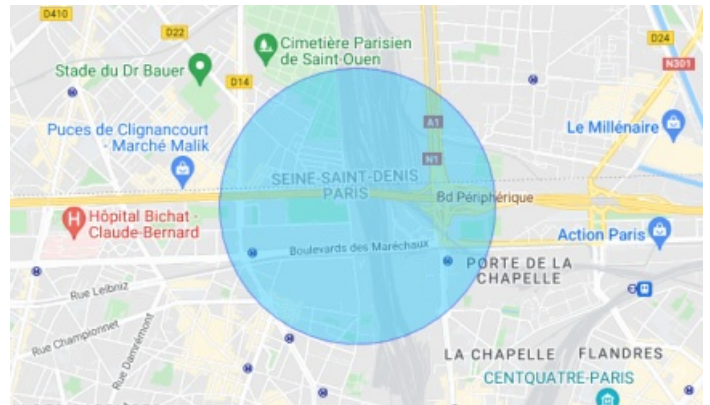 D410
D22
D24
Cimetière Parisien
de Saint-Ouen
N301
Stade du Dr Bauer
D14
A1
Puces de Clignancourt
- Marché Malik
Le Millénaire
N1
SEINE-SAINT-DENIS
PARIS
Bd Périphérique
Hôpital Bichat -
Claude-Bernard
Action Paris
Boulevards des Maréchaux
PORTE DE LA
CHAPELLE
Rue Leibniz
Rue Championnet
Rue Damrémont
LA CHAPELLE
FLANDRES
CENTQUATRE-PARIS